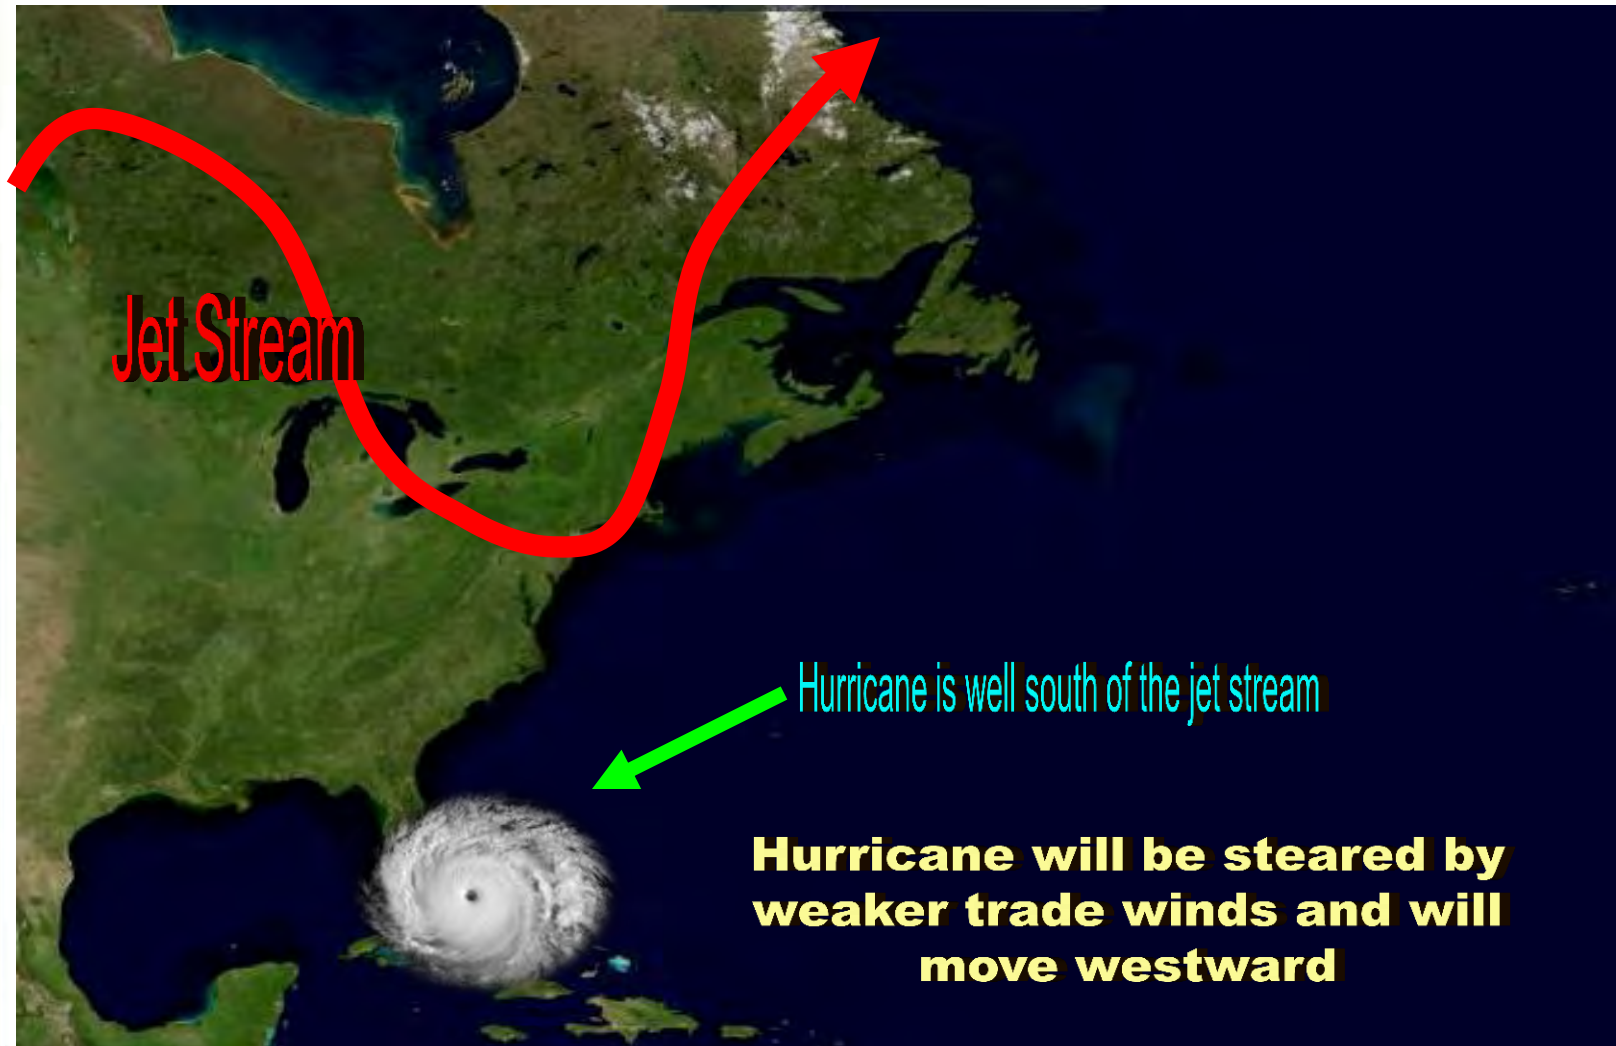 Jet Stream
Hurricane is well south of the jet stream
Hurricane will be steared by
weaker trade winds and will
move westward